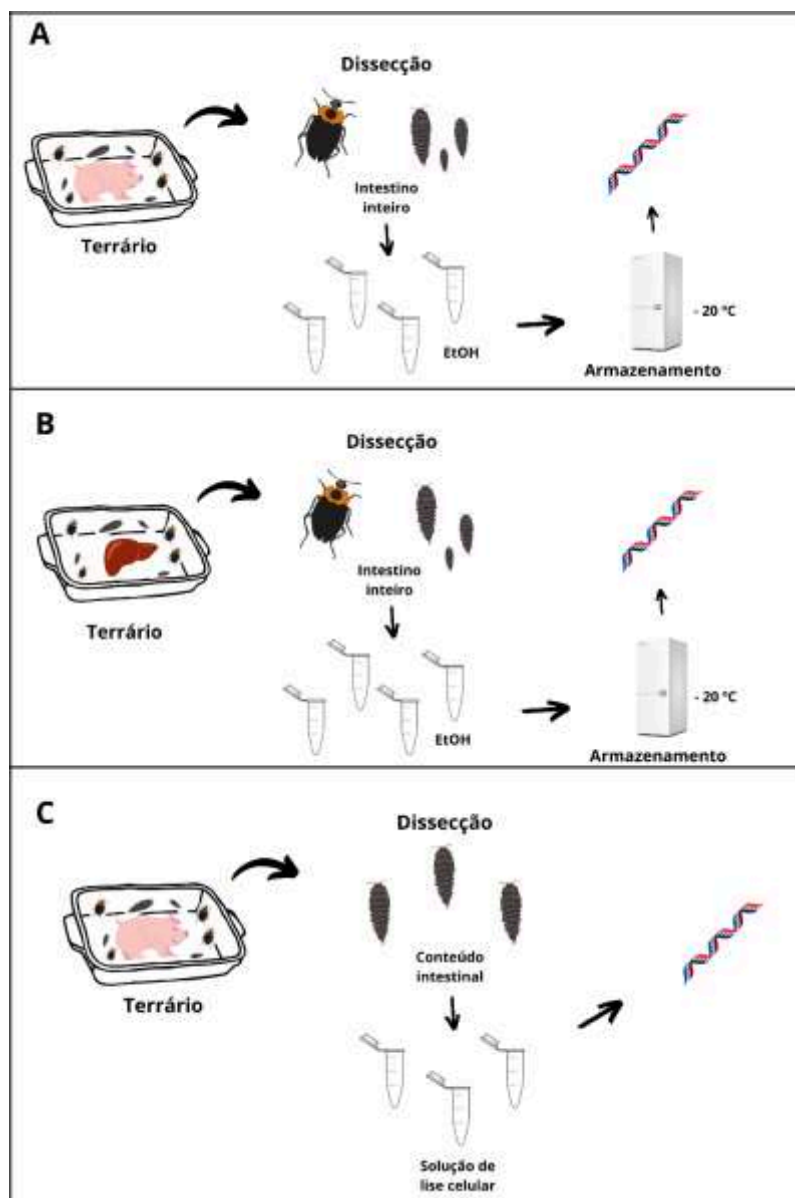 A
Dissecção
Terrário
Intestino
inteiro
EtOH
- 20 °C
Armazenamento
B
Dissecção
Terrário
Intestino
inteiro
EtOH
- 20 °C
Armazenamento
C
Dissecção
Terrário
Conteúdo
intestinal
Solução de
lise celular